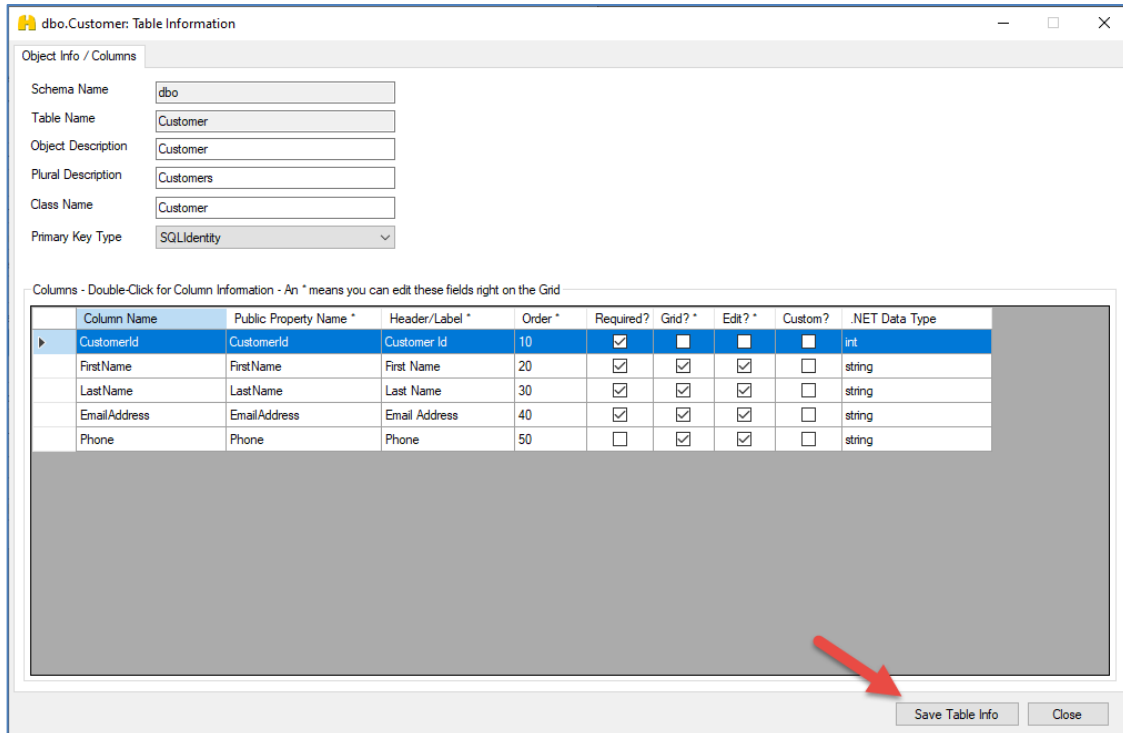 dbo.Customer: Table Information
Object Info / Columns
Schema Name dbo
Table Name Customer
Object Description Customer
Plural Description Customers
Class Name Customer
Primary Key Type SQLIdentity
Columns - Double-Click for Column Information - An * means you can edit these fields right on the Grid
Column Name Public Property Name * Header/Label * Order * Required? Grid? * Edit? * Custom? .NET Data Type
CustomerId CustomerId Customer Id 10 int
FirstName FirstName First Name 20 string
LastName LastName Last Name 30 string
EmailAddress EmailAddress Email Address 40 string
Phone Phone Phone 50 string
Save Table Info Close